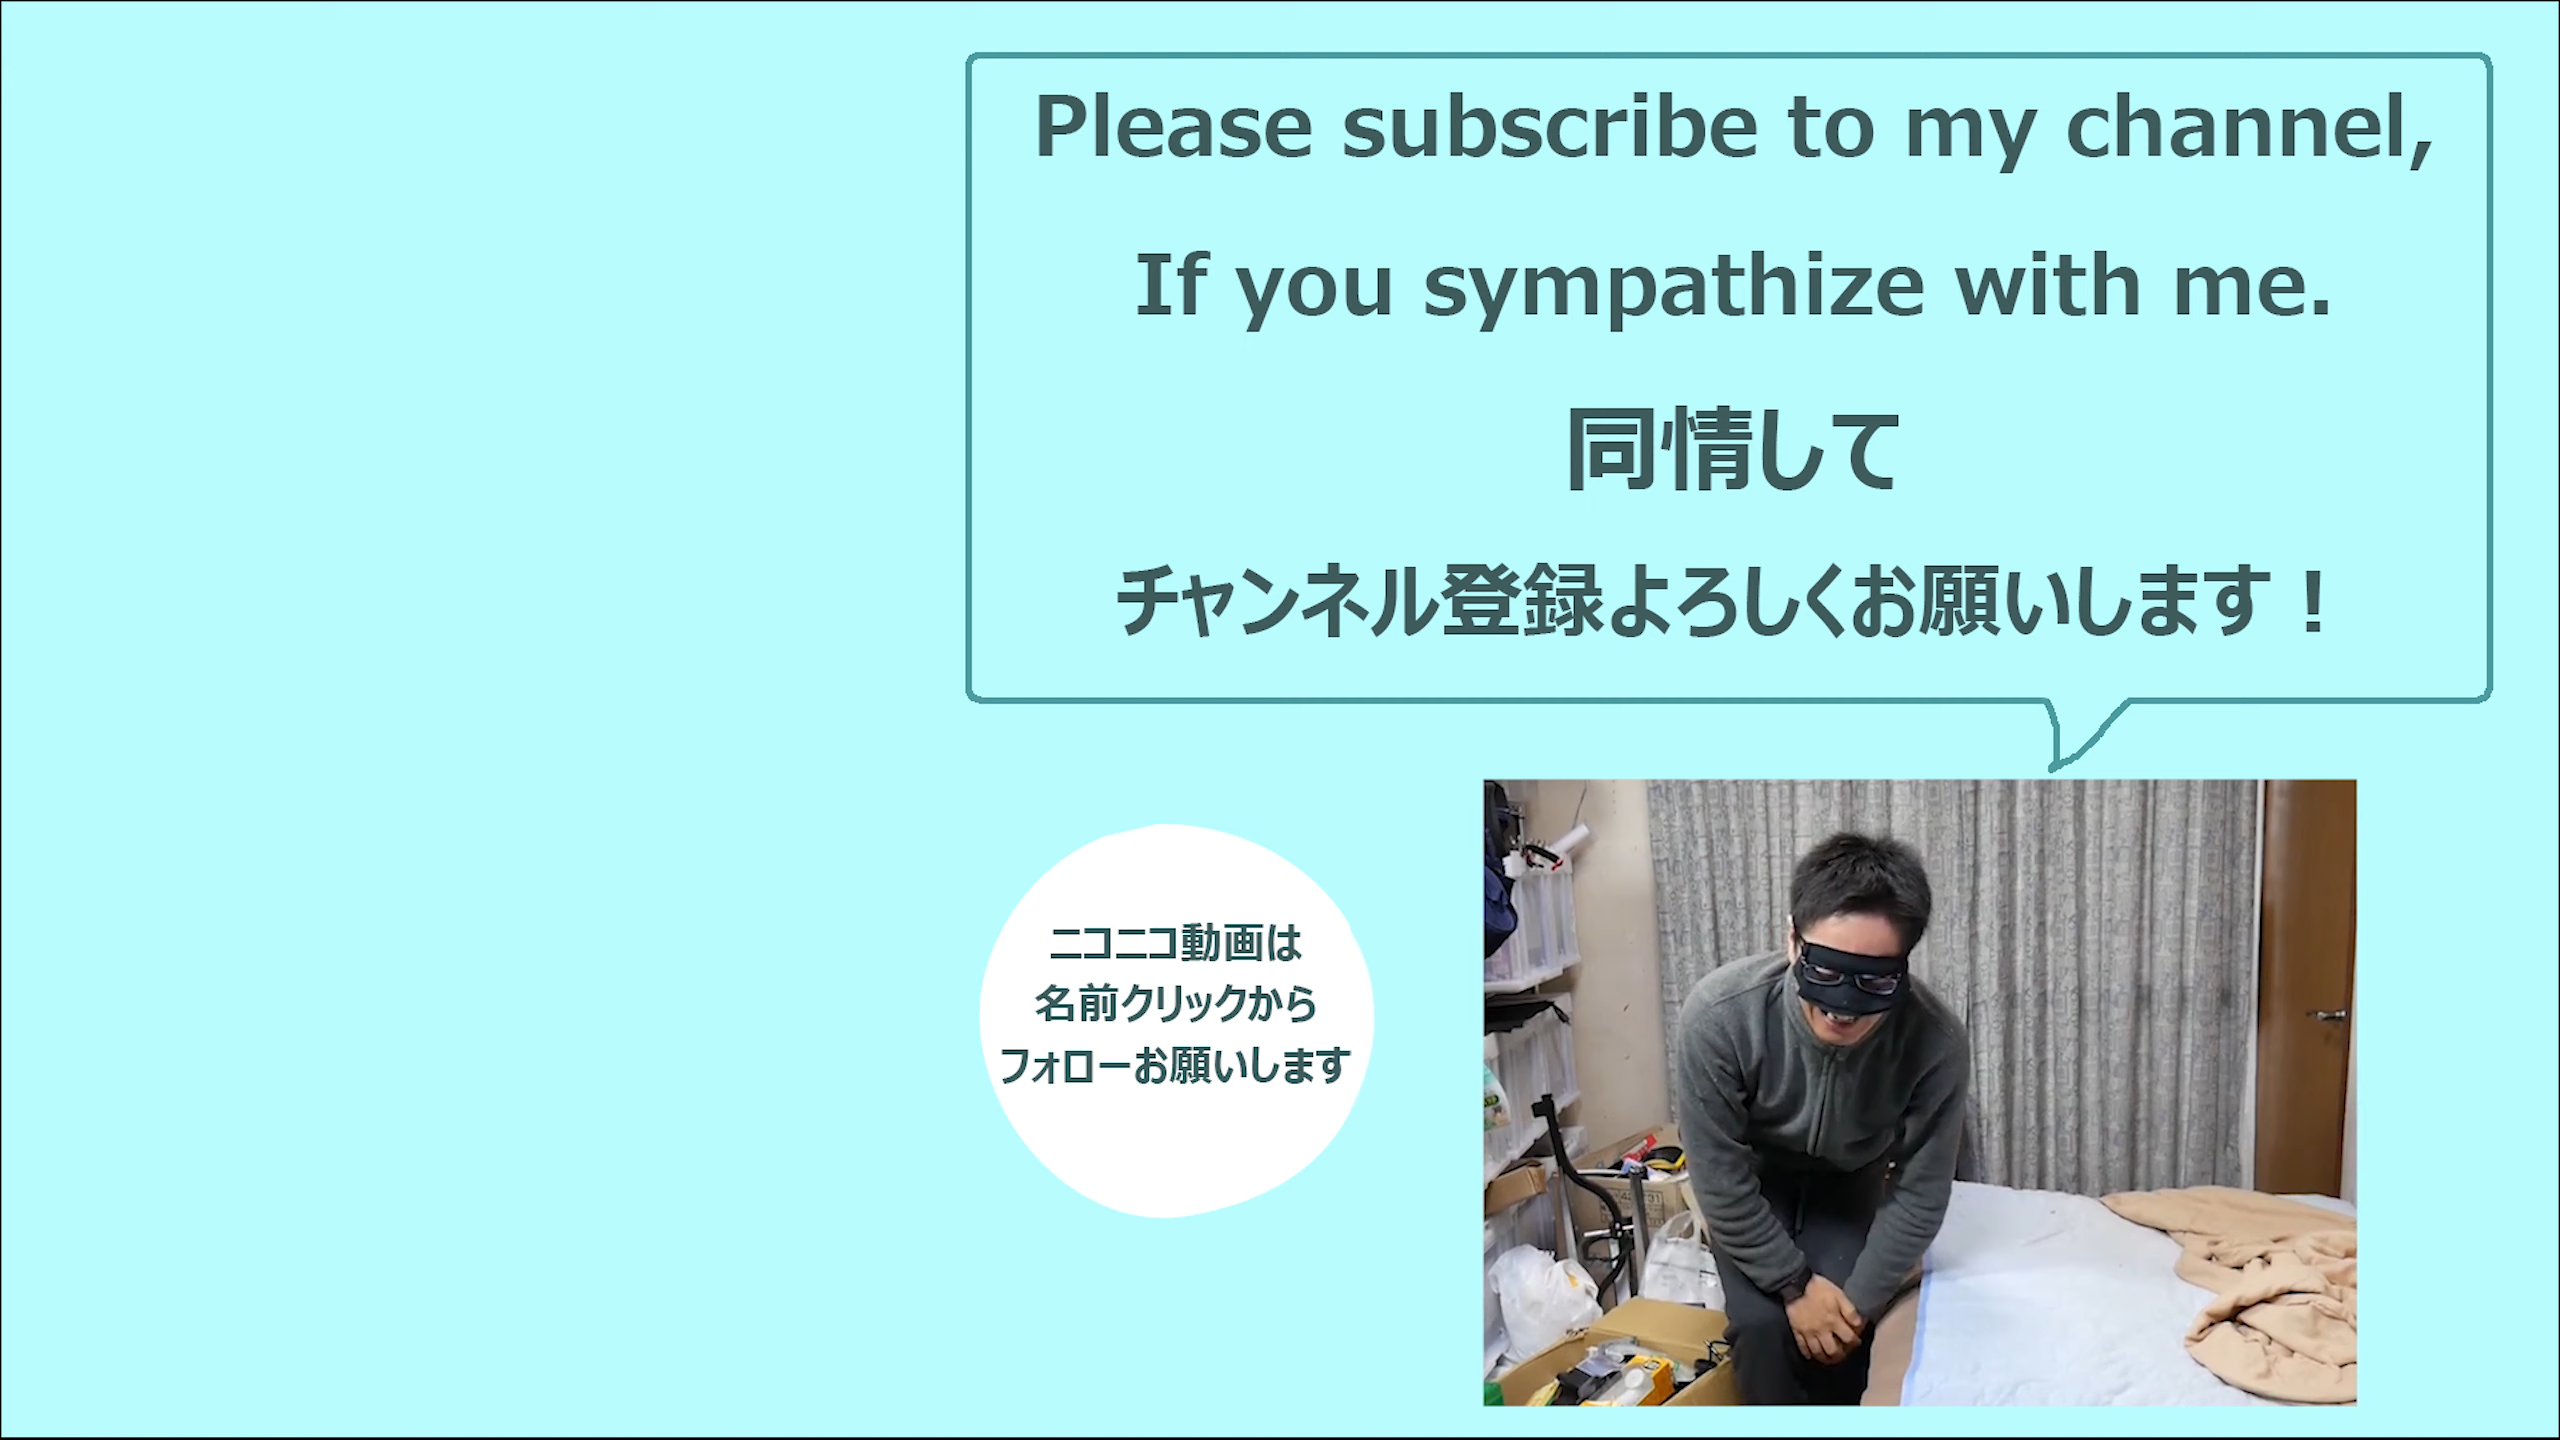 Please subscribe to my channel,
If you sympathize with me.
同情して
チャンネル登録よろしくお願いします！
ニコニコ動画は
名前クリックから
フォローお願いします